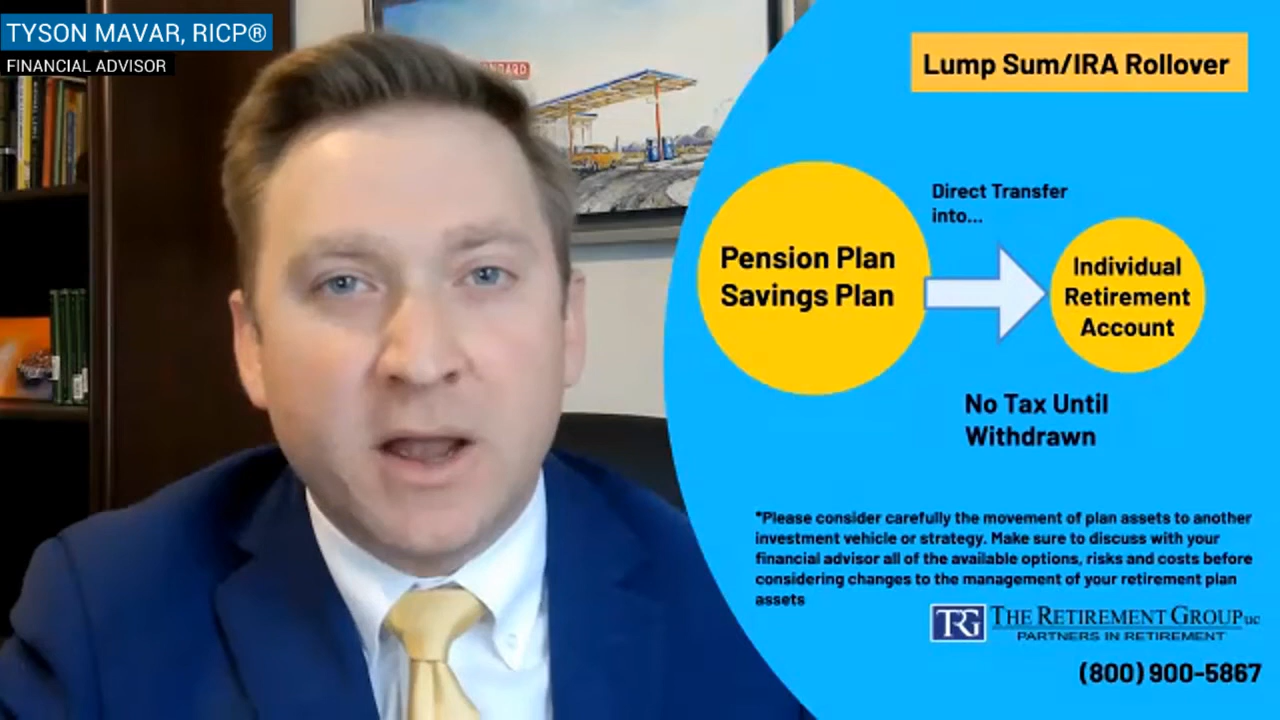 TYSON MAVAR, RICP®
FINANCIAL ADVISOR
Lump Sum/IRA Rollover
Direct Transfer
into...
Pension Plan
Savings Plan
Individual
Retirement
Account
No Tax Until
Withdrawn
*Please consider carefully the movement of plan assets to another
investment vehicle or strategy. Make sure to discuss with your
financial advisor all of the available options, risks and costs before
considering changes to the management of your retirement plan
assets
TRG THE RETIREMENT GROUP LLC
PARTNERS IN RETIREMENT
(800) 900-5867